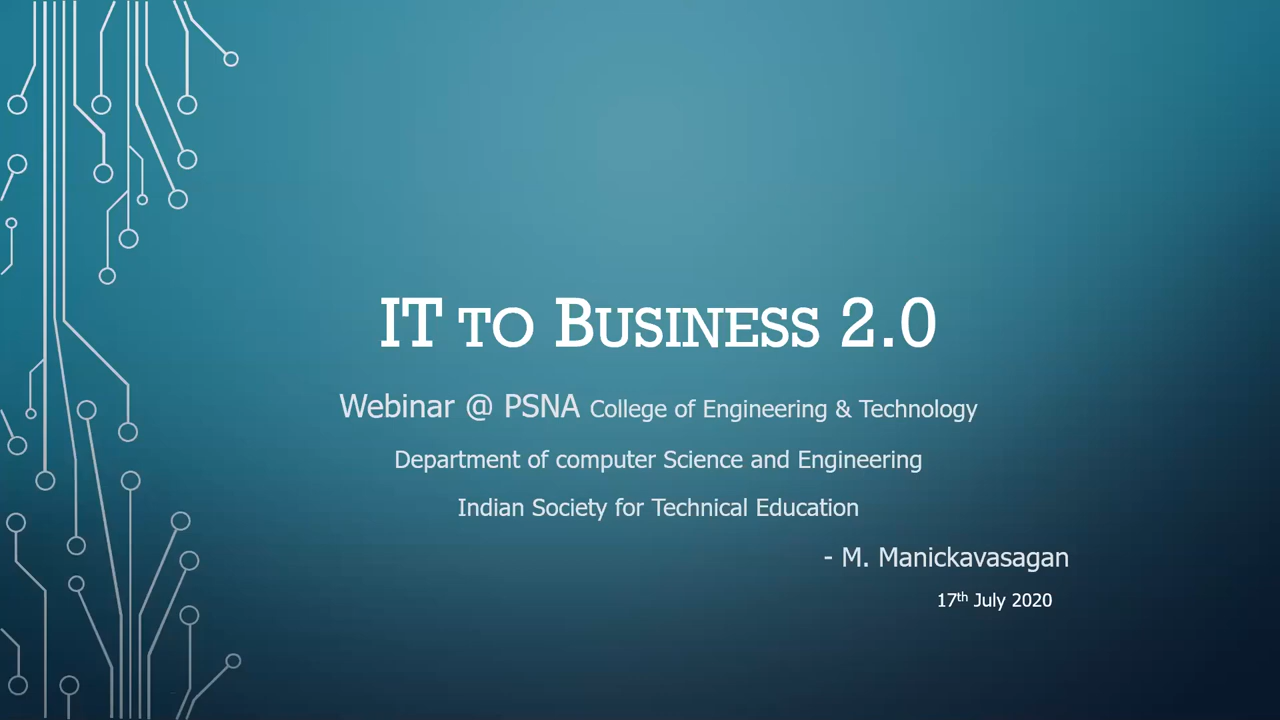 IT to Business 2.0
Webinar @ PSNA College of Engineering & Technology
Department of computer Science and Engineering
Indian Society for Technical Education
- M. Manickavasagan
17th July 2020